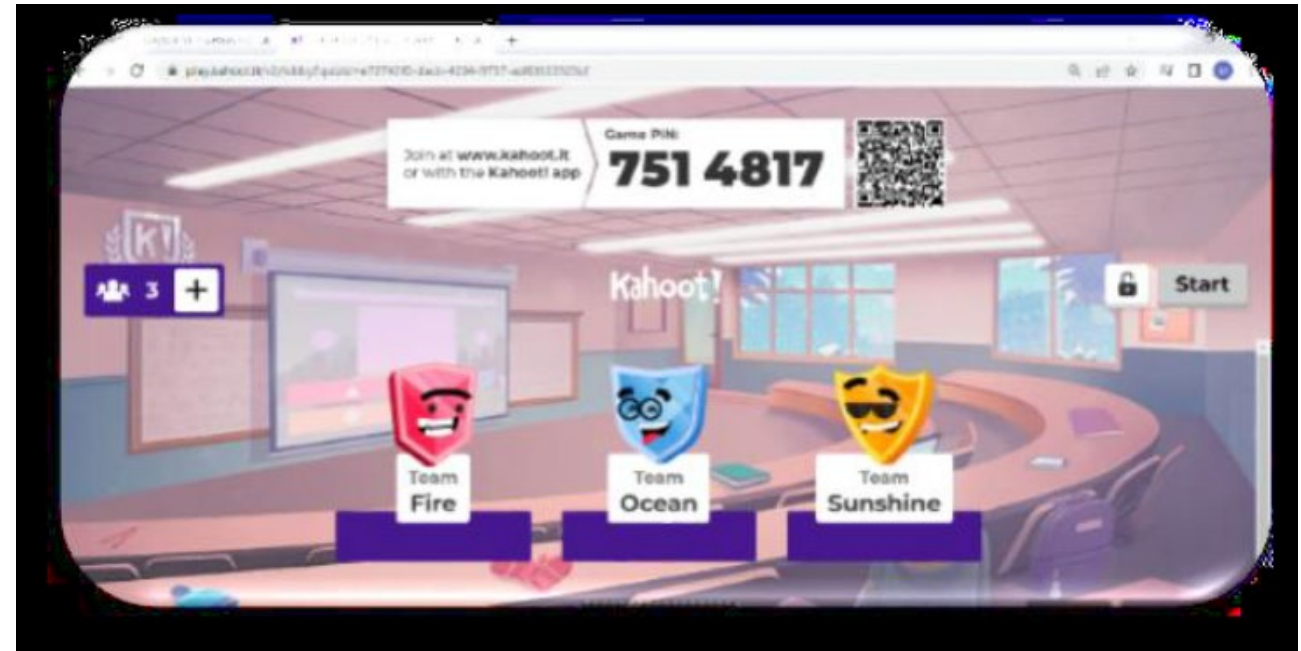 Game PIN:
Join at www.kahoot.it
or with the Kahoot! app
751 4817
K!
3 +
Kahoot!
Start
Team
Fire
Team
Ocean
Team
Sunshine